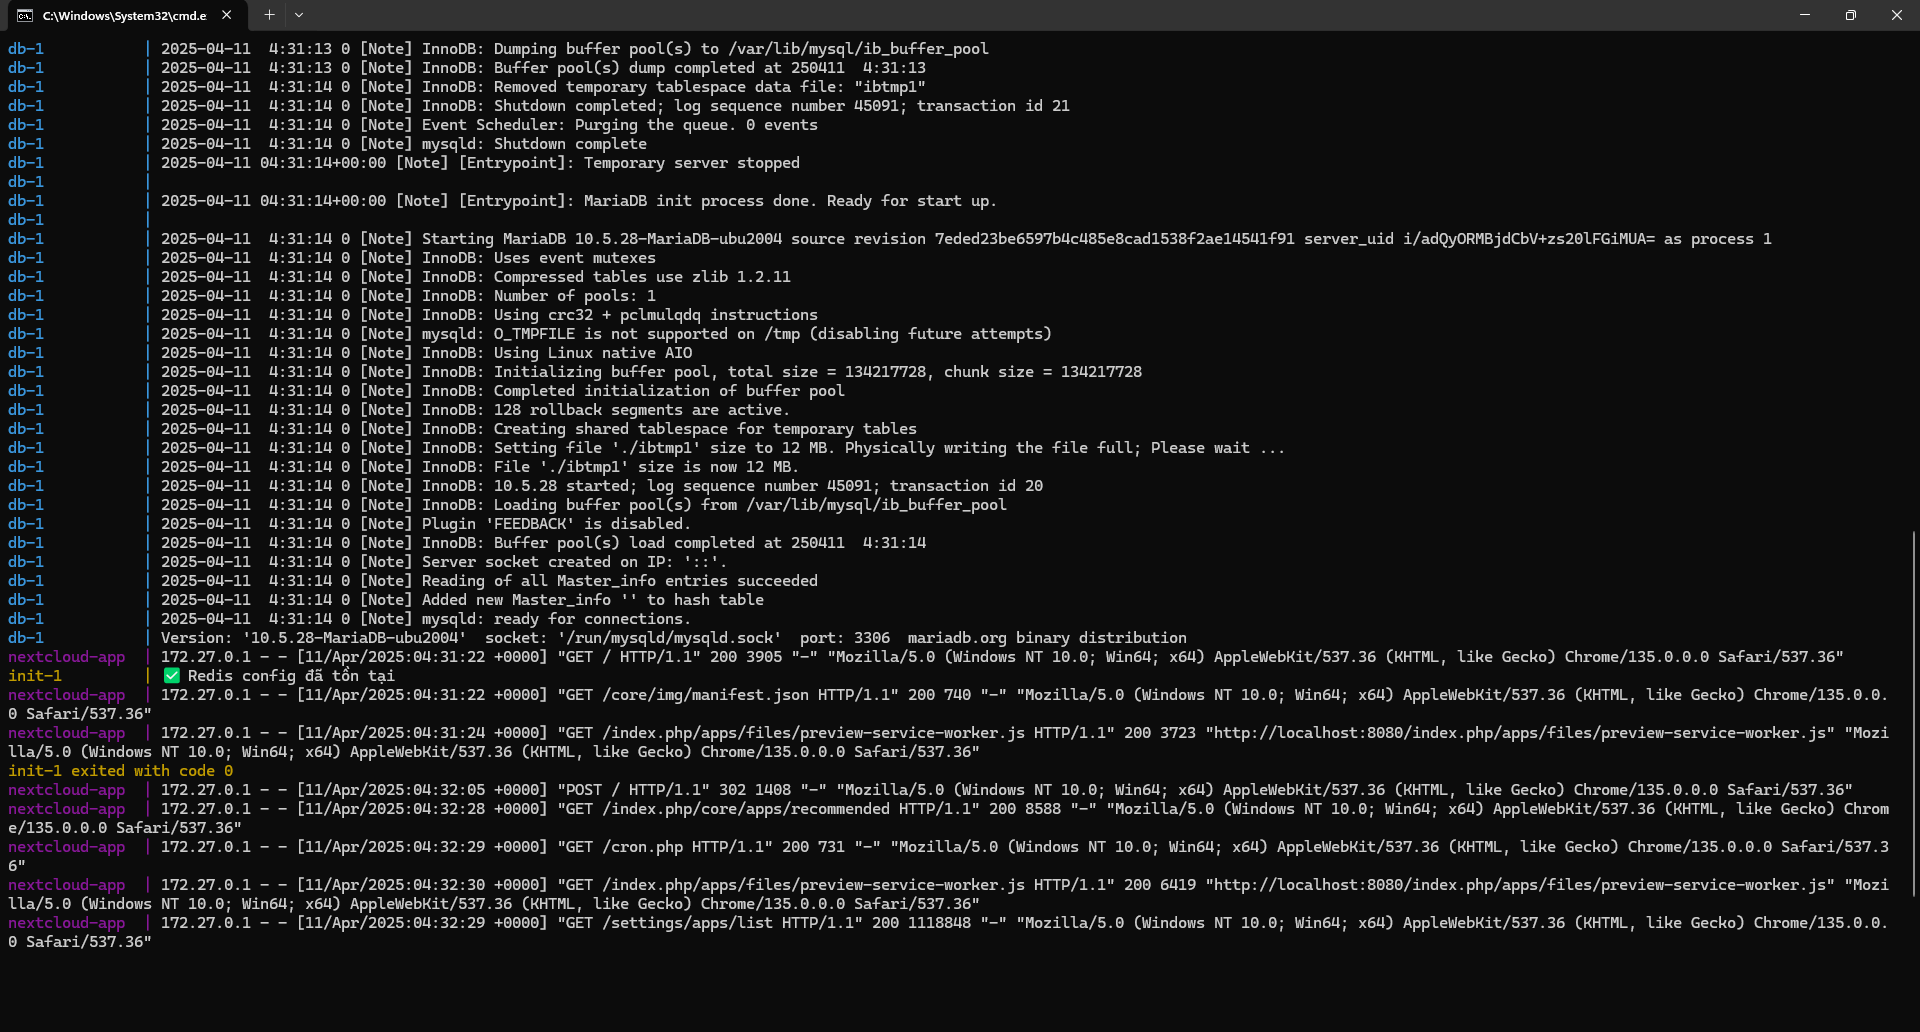 C:\Windows\System32\cmd.e
db-1 | 2025-04-11  4:31:13 0 [Note] InnoDB: Dumping buffer pool(s) to /var/lib/mysql/ib_buffer_pool
db-1 | 2025-04-11  4:31:13 0 [Note] InnoDB: Buffer pool(s) dump completed at 250411  4:31:13
db-1 | 2025-04-11  4:31:14 0 [Note] InnoDB: Removed temporary tablespace data file: "ibtmp1"
db-1 | 2025-04-11  4:31:14 0 [Note] InnoDB: Shutdown completed; log sequence number 45091; transaction id 21
db-1 | 2025-04-11  4:31:14 0 [Note] Event Scheduler: Purging the queue. 0 events
db-1 | 2025-04-11  4:31:14 0 [Note] mysqld: Shutdown complete
db-1 | 2025-04-11 04:31:14+00:00 [Note] [Entrypoint]: Temporary server stopped
db-1 |
db-1 | 2025-04-11 04:31:14+00:00 [Note] [Entrypoint]: MariaDB init process done. Ready for start up.
db-1 |
db-1 | 2025-04-11  4:31:14 0 [Note] Starting MariaDB 10.5.28-MariaDB-ubu2004 source revision 7eded23be6597b4c485e8cad1538f2ae14541f91 server_uid i/adQyORMBjdCbV+zs20lFGiMUA= as process 1
db-1 | 2025-04-11  4:31:14 0 [Note] InnoDB: Uses event mutexes
db-1 | 2025-04-11  4:31:14 0 [Note] InnoDB: Compressed tables use zlib 1.2.11
db-1 | 2025-04-11  4:31:14 0 [Note] InnoDB: Number of pools: 1
db-1 | 2025-04-11  4:31:14 0 [Note] InnoDB: Using crc32 + pclmulqdq instructions
db-1 | 2025-04-11  4:31:14 0 [Note] mysqld: O_TMPFILE is not supported on /tmp (disabling future attempts)
db-1 | 2025-04-11  4:31:14 0 [Note] InnoDB: Using Linux native AIO
db-1 | 2025-04-11  4:31:14 0 [Note] InnoDB: Initializing buffer pool, total size = 134217728, chunk size = 134217728
db-1 | 2025-04-11  4:31:14 0 [Note] InnoDB: Completed initialization of buffer pool
db-1 | 2025-04-11  4:31:14 0 [Note] InnoDB: 128 rollback segments are active.
db-1 | 2025-04-11  4:31:14 0 [Note] InnoDB: Creating shared tablespace for temporary tables
db-1 | 2025-04-11  4:31:14 0 [Note] InnoDB: Setting file './ibtmp1' size to 12 MB. Physically writing the file full; Please wait ...
db-1 | 2025-04-11  4:31:14 0 [Note] InnoDB: File './ibtmp1' size is now 12 MB.
db-1 | 2025-04-11  4:31:14 0 [Note] InnoDB: 10.5.28 started; log sequence number 45091; transaction id 20
db-1 | 2025-04-11  4:31:14 0 [Note] InnoDB: Loading buffer pool(s) from /var/lib/mysql/ib_buffer_pool
db-1 | 2025-04-11  4:31:14 0 [Note] Plugin 'FEEDBACK' is disabled.
db-1 | 2025-04-11  4:31:14 0 [Note] InnoDB: Buffer pool(s) load completed at 250411  4:31:14
db-1 | 2025-04-11  4:31:14 0 [Note] Server socket created on IP: '::'.
db-1 | 2025-04-11  4:31:14 0 [Note] Reading of all Master_info entries succeeded
db-1 | 2025-04-11  4:31:14 0 [Note] Added new Master_info '' to hash table
db-1 | 2025-04-11  4:31:14 0 [Note] mysqld: ready for connections.
db-1 | Version: '10.5.28-MariaDB-ubu2004'  socket: '/run/mysqld/mysqld.sock'  port: 3306  mariadb.org binary distribution
nextcloud-app | 172.27.0.1 - - [11/Apr/2025:04:31:22 +0000] "GET / HTTP/1.1" 200 3905 "-" "Mozilla/5.0 (Windows NT 10.0; Win64; x64) AppleWebKit/537.36 (KHTML, like Gecko) Chrome/135.0.0.0 Safari/537.36"
init-1 | ✅ Redis config đã tồn tại
nextcloud-app | 172.27.0.1 - - [11/Apr/2025:04:31:22 +0000] "GET /core/img/manifest.json HTTP/1.1" 200 740 "-" "Mozilla/5.0 (Windows NT 10.0; Win64; x64) AppleWebKit/537.36 (KHTML, like Gecko) Chrome/135.0.0.
0 Safari/537.36"
nextcloud-app | 172.27.0.1 - - [11/Apr/2025:04:31:24 +0000] "GET /index.php/apps/files/preview-service-worker.js HTTP/1.1" 200 3723 "http://localhost:8080/index.php/apps/files/preview-service-worker.js" "Mozi
lla/5.0 (Windows NT 10.0; Win64; x64) AppleWebKit/537.36 (KHTML, like Gecko) Chrome/135.0.0.0 Safari/537.36"
init-1 exited with code 0
nextcloud-app | 172.27.0.1 - - [11/Apr/2025:04:32:05 +0000] "POST / HTTP/1.1" 302 1408 "-" "Mozilla/5.0 (Windows NT 10.0; Win64; x64) AppleWebKit/537.36 (KHTML, like Gecko) Chrome/135.0.0.0 Safari/537.36"
nextcloud-app | 172.27.0.1 - - [11/Apr/2025:04:32:28 +0000] "GET /index.php/core/apps/recommended HTTP/1.1" 200 8588 "-" "Mozilla/5.0 (Windows NT 10.0; Win64; x64) AppleWebKit/537.36 (KHTML, like Gecko) Chrom
e/135.0.0.0 Safari/537.36"
nextcloud-app | 172.27.0.1 - - [11/Apr/2025:04:32:29 +0000] "GET /cron.php HTTP/1.1" 200 731 "-" "Mozilla/5.0 (Windows NT 10.0; Win64; x64) AppleWebKit/537.36 (KHTML, like Gecko) Chrome/135.0.0.0 Safari/537.3
6"
nextcloud-app | 172.27.0.1 - - [11/Apr/2025:04:32:30 +0000] "GET /index.php/apps/files/preview-service-worker.js HTTP/1.1" 200 6419 "http://localhost:8080/index.php/apps/files/preview-service-worker.js" "Mozi
lla/5.0 (Windows NT 10.0; Win64; x64) AppleWebKit/537.36 (KHTML, like Gecko) Chrome/135.0.0.0 Safari/537.36"
nextcloud-app | 172.27.0.1 - - [11/Apr/2025:04:32:29 +0000] "GET /settings/apps/list HTTP/1.1" 200 1118848 "-" "Mozilla/5.0 (Windows NT 10.0; Win64; x64) AppleWebKit/537.36 (KHTML, like Gecko) Chrome/135.0.0.
0 Safari/537.36"